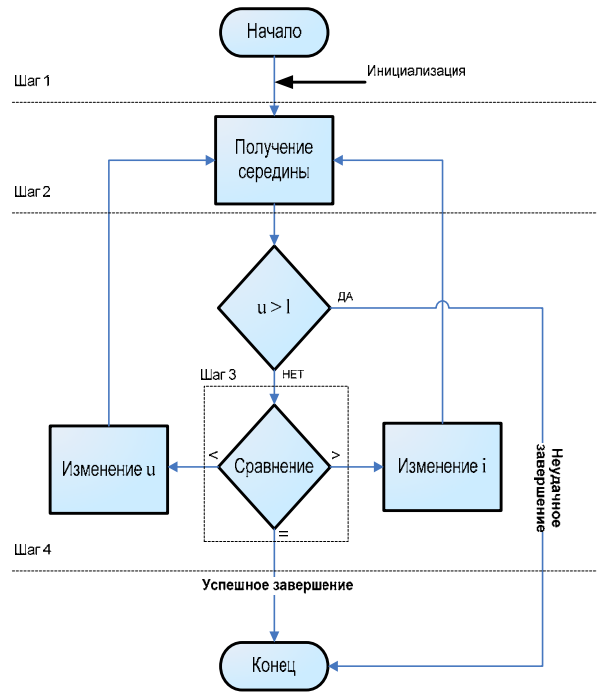 Начало
Инициализация
Шаг 1
Получение
середины
Шаг 2
u > l
ДА
НЕТ
Шаг 3
<
Сравнение
>
=
Изменение u
Изменение i
Неудачное
завершение
Шаг 4
Успешное завершение
Конец